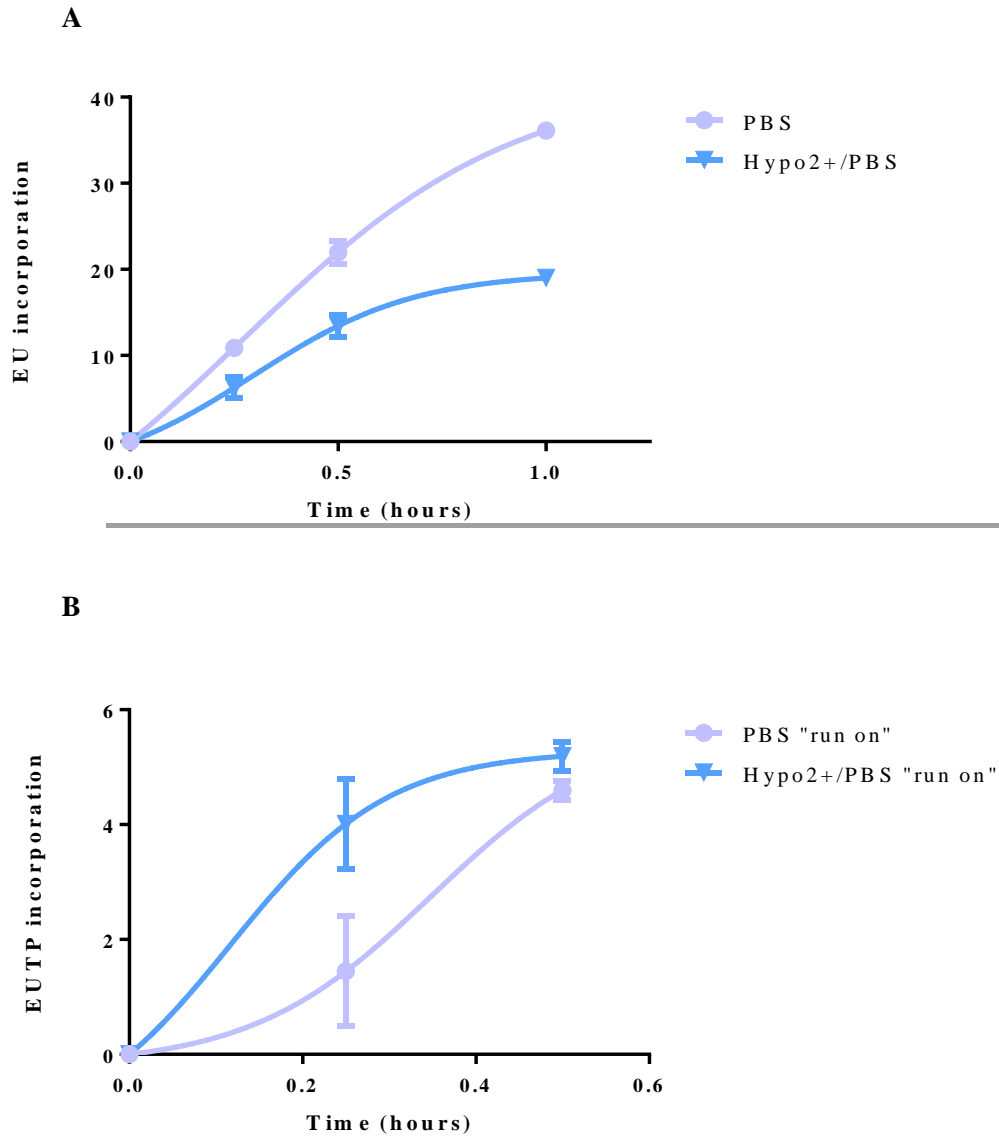 A
40
30
20
10
0
EU incorporation
0.0 0.5 1.0
Time (hours)
PBS
Hypo2+/PBS
B
6
4
2
0
EUTP incorporation
0.0 0.2 0.4 0.6
Time (hours)
PBS "run on"
Hypo2+/PBS "run on"